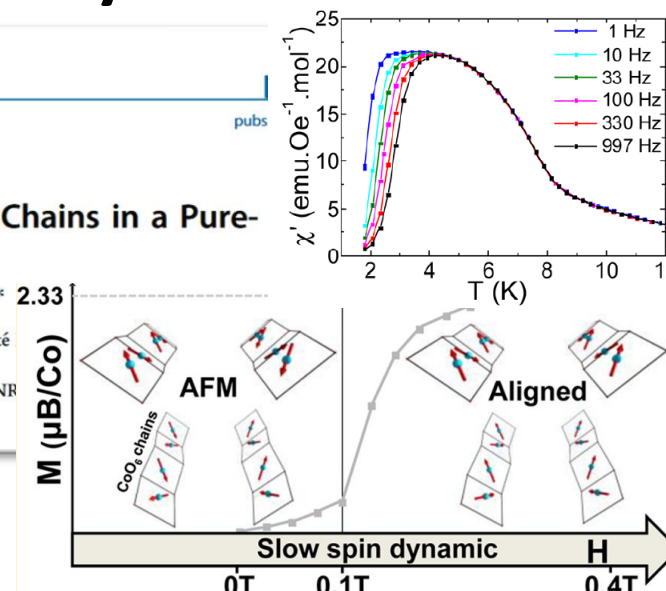 pubs
Chains in a Pure-
25
20
15
10
5
0
χ' (emu.Oe⁻¹.mol⁻¹)
1 Hz
10 Hz
33 Hz
100 Hz
330 Hz
997 Hz
2 4 6 8 10
T (K)
2.33
M (µB/Co)
AFM
Aligned
CoO₆ chains
Slow spin dynamic
H
0T 0.1T 0.4T